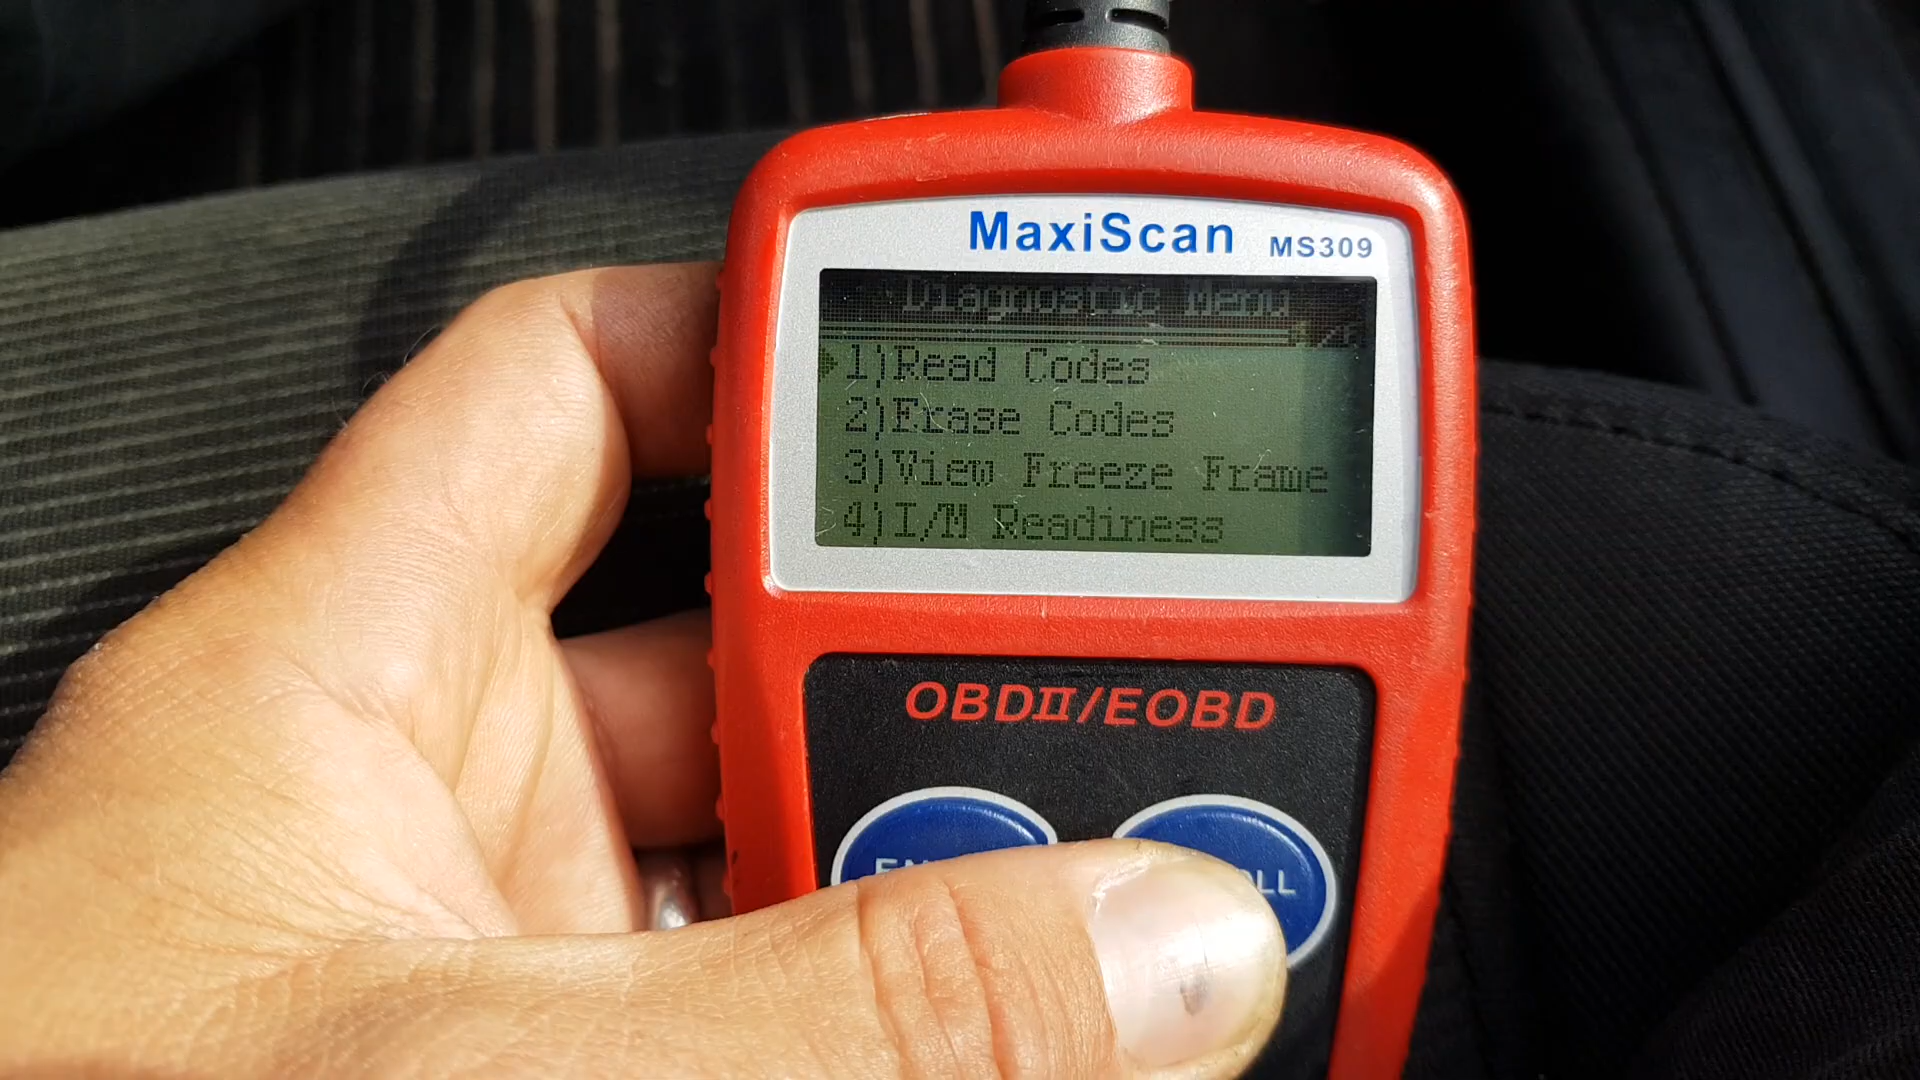 MaxiScan MS309
Diagnostic Menu
1)Read Codes
2)Erase Codes
3)View Freeze Frame
4)I/M Readiness
OBDII/EOBD